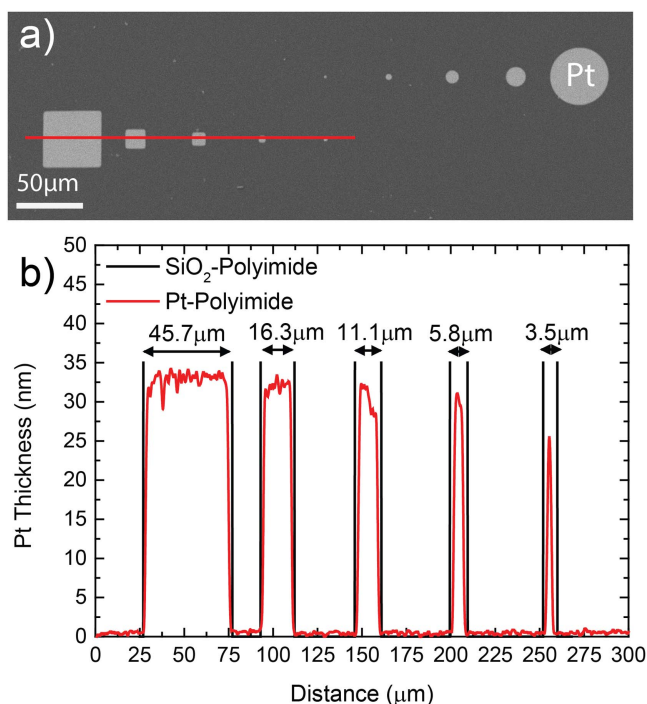 a)
Pt
50μm
b)
SiO₂-Polyimide
Pt-Polyimide
45.7μm 16.3μm 11.1μm 5.8μm 3.5μm
50
45
40
35
30
25
20
15
10
5
0
Pt Thickness (nm)
0 25 50 75 100 125 150 175 200 225 250 275 300
Distance (μm)